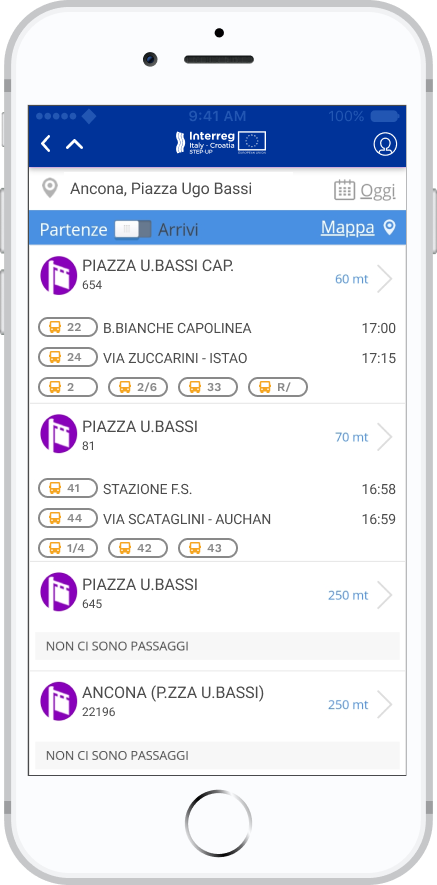 9:41 AM
100%
Interreg
Italy - Croatia
STEP-UP
Ancona, Piazza Ugo Bassi
Oggi
Partenze
Arrivi
Mappa
PIAZZA U.BASSI CAP.
654
60 mt
22 B.BIANCHE CAPOLINEA 17:00
24 VIA ZUCCARINI - ISTAO 17:15
2 2/6 33 R/
PIAZZA U.BASSI
81
70 mt
41 STAZIONE F.S. 16:58
44 VIA SCATAGLINI - AUCHAN 16:59
1/4 42 43
PIAZZA U.BASSI
645
250 mt
NON CI SONO PASSAGGI
ANCONA (P.ZZA U.BASSI)
22196
250 mt
NON CI SONO PASSAGGI